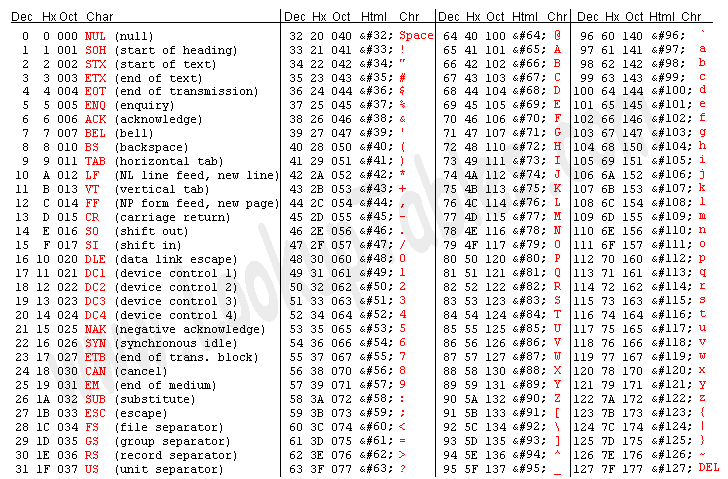 Dec Hx Oct Char Dec Hx Oct Html Chr Dec Hx Oct Html Chr Dec Hx Oct Html Chr
0 0 000 NUL (null) 32 20 040 &#32; Space 64 40 100 &#64; @ 96 60 140 &#96; `
1 1 001 SOH (start of heading) 33 21 041 &#33; ! 65 41 101 &#65; A 97 61 141 &#97; a
2 2 002 STX (start of text) 34 22 042 &#34; " 66 42 102 &#66; B 98 62 142 &#98; b
3 3 003 ETX (end of text) 35 23 043 &#35; # 67 43 103 &#67; C 99 63 143 &#99; c
4 4 004 EOT (end of transmission) 36 24 044 &#36; $ 68 44 104 &#68; D 100 64 144 &#100; d
5 5 005 ENQ (enquiry) 37 25 045 &#37; % 69 45 105 &#69; E 101 65 145 &#101; e
6 6 006 ACK (acknowledge) 38 26 046 &#38; & 70 46 106 &#70; F 102 66 146 &#102; f
7 7 007 BEL (bell) 39 27 047 &#39; ' 71 47 107 &#71; G 103 67 147 &#103; g
8 8 010 BS (backspace) 40 28 050 &#40; ( 72 48 110 &#72; H 104 68 150 &#104; h
9 9 011 TAB (horizontal tab) 41 29 051 &#41; ) 73 49 111 &#73; I 105 69 151 &#105; i
10 A 012 LF (NL line feed, new line) 42 2A 052 &#42; * 74 4A 112 &#74; J 106 6A 152 &#106; j
11 B 013 VT (vertical tab) 43 2B 053 &#43; + 75 4B 113 &#75; K 107 6B 153 &#107; k
12 C 014 FF (NP form feed, new page) 44 2C 054 &#44; , 76 4C 114 &#76; L 108 6C 154 &#108; l
13 D 015 CR (carriage return) 45 2D 055 &#45; - 77 4D 115 &#77; M 109 6D 155 &#109; m
14 E 016 SO (shift out) 46 2E 056 &#46; . 78 4E 116 &#78; N 110 6E 156 &#110; n
15 F 017 SI (shift in) 47 2F 057 &#47; / 79 4F 117 &#79; O 111 6F 157 &#111; o
16 10 020 DLE (data link escape) 48 30 060 &#48; 0 80 50 120 &#80; P 112 70 160 &#112; p
17 11 021 DC1 (device control 1) 49 31 061 &#49; 1 81 51 121 &#81; Q 113 71 161 &#113; q
18 12 022 DC2 (device control 2) 50 32 062 &#50; 2 82 52 122 &#82; R 114 72 162 &#114; r
19 13 023 DC3 (device control 3) 51 33 063 &#51; 3 83 53 123 &#83; S 115 73 163 &#115; s
20 14 024 DC4 (device control 4) 52 34 064 &#52; 4 84 54 124 &#84; T 116 74 164 &#116; t
21 15 025 NAK (negative acknowledge) 53 35 065 &#53; 5 85 55 125 &#85; U 117 75 165 &#117; u
22 16 026 SYN (synchronous idle) 54 36 066 &#54; 6 86 56 126 &#86; V 118 76 166 &#118; v
23 17 027 ETB (end of trans. block) 55 37 067 &#55; 7 87 57 127 &#87; W 119 77 167 &#119; w
24 18 030 CAN (cancel) 56 38 070 &#56; 8 88 58 130 &#88; X 120 78 170 &#120; x
25 19 031 EM (end of medium) 57 39 071 &#57; 9 89 59 131 &#89; Y 121 79 171 &#121; y
26 1A 032 SUB (substitute) 58 3A 072 &#58; : 90 5A 132 &#90; Z 122 7A 172 &#122; z
27 1B 033 ESC (escape) 59 3B 073 &#59; ; 91 5B 133 &#91; [ 123 7B 173 &#123; {
28 1C 034 FS (file separator) 60 3C 074 &#60; < 92 5C 134 &#92; \ 124 7C 174 &#124; |
29 1D 035 GS (group separator) 61 3D 075 &#61; = 93 5D 135 &#93; ] 125 7D 175 &#125; }
30 1E 036 RS (record separator) 62 3E 076 &#62; > 94 5E 136 &#94; ^ 126 7E 176 &#126; ~
31 1F 037 US (unit separator) 63 3F 077 &#63; ? 95 5F 137 &#95; _ 127 7F 177 &#127; DEL